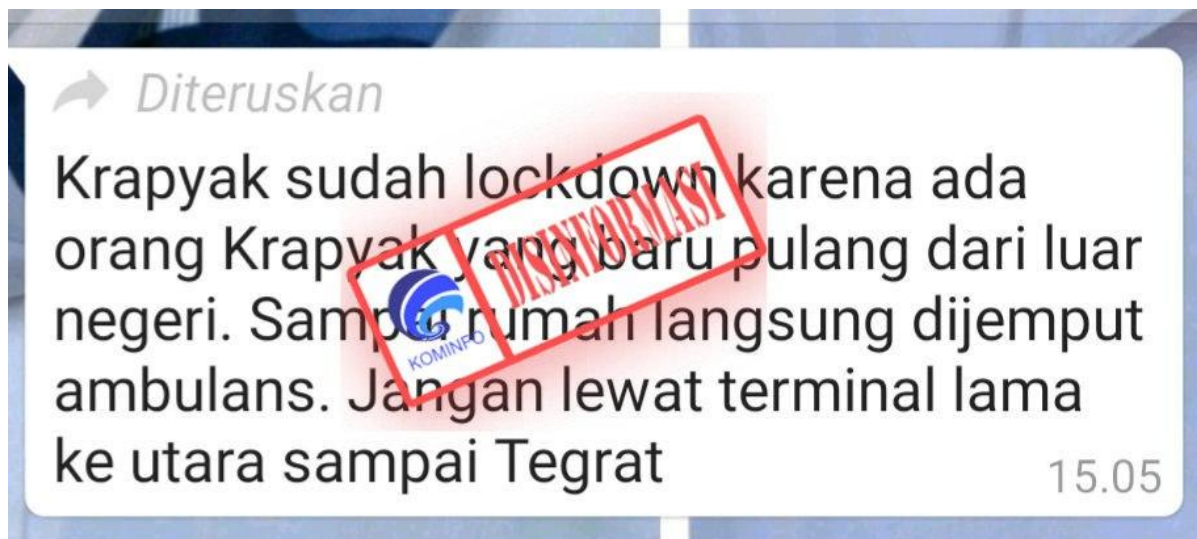 Diteruskan
Krapyak sudah lockdown karena ada
orang Krapyak yang baru pulang dari luar
negeri. Sampai rumah langsung dijemput
ambulans. Jangan lewat terminal lama
ke utara sampai Tegrat
15.05
DISINFORMASI
KOMINFO